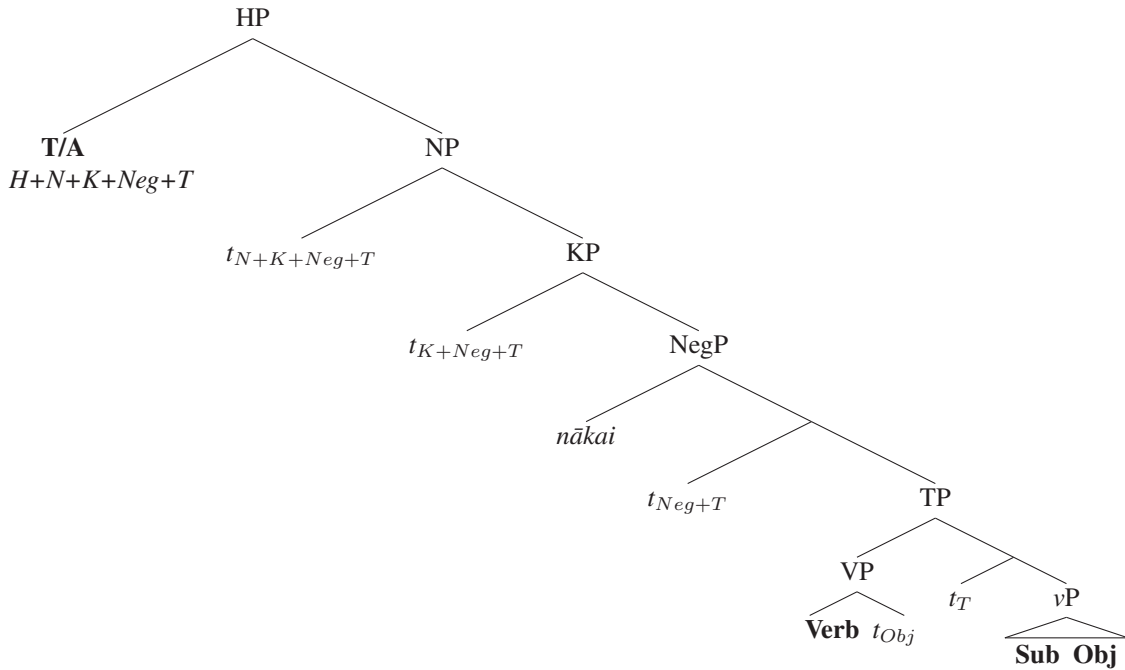 HP
T/A NP
H+N+K+Neg+T
t_{N+K+Neg+T} KP
t_{K+Neg+T} NegP
nākai
t_{Neg+T} TP
VP t_T vP
Verb t_{Obj}
Sub Obj